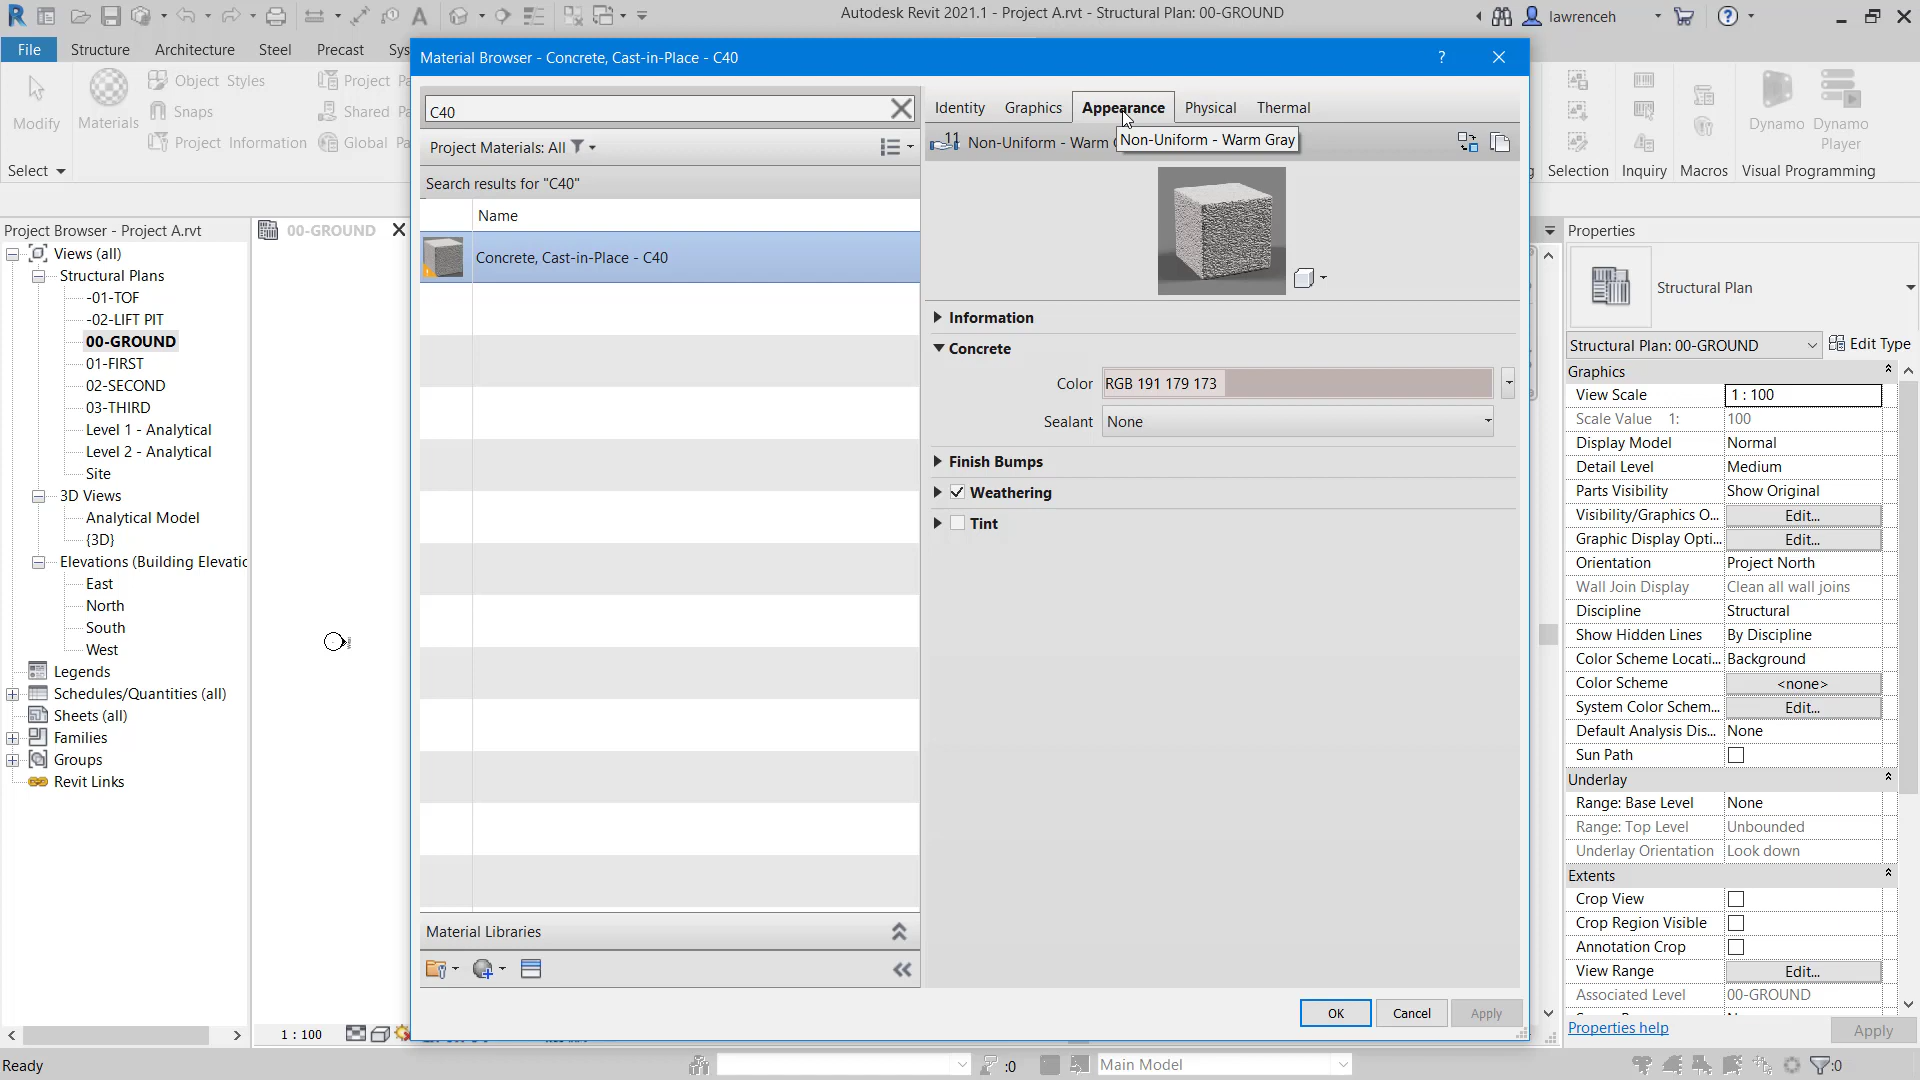 Autodesk Revit 2021.1 - Project A.rvt - Structural Plan: 00-GROUND
lawrenceh
File
Structure
Architecture
Steel
Precast
Modify
Materials
Object Styles
Snaps
Project Information
Select
Dynamo
Dynamo
Player
Selection
Inquiry
Macros
Visual Programming
Material Browser - Concrete, Cast-in-Place - C40
C40
Project Materials: All
Search results for "C40"
Name
Concrete, Cast-in-Place - C40
Material Libraries
Identity
Graphics
Appearance
Physical
Thermal
11
Non-Uniform - Warm
Non-Uniform - Warm Gray
Information
Concrete
Color
RGB 191 179 173
Sealant
None
Finish Bumps
Weathering
Tint
OK
Cancel
Apply
Project Browser - Project A.rvt
Views (all)
Structural Plans
-01-TOF
-02-LIFT PIT
00-GROUND
01-FIRST
02-SECOND
03-THIRD
Level 1 - Analytical
Level 2 - Analytical
Site
3D Views
Analytical Model
{3D}
Elevations (Building Elevatic
East
North
South
West
Legends
Schedules/Quantities (all)
Sheets (all)
Families
Groups
Revit Links
00-GROUND
1 : 100
Properties
Structural Plan
Structural Plan: 00-GROUND
Edit Type
Graphics
View Scale
1 : 100
Scale Value 1:
100
Display Model
Normal
Detail Level
Medium
Parts Visibility
Show Original
Visibility/Graphics O...
Edit...
Graphic Display Opti...
Edit...
Orientation
Project North
Wall Join Display
Clean all wall joins
Discipline
Structural
Show Hidden Lines
By Discipline
Color Scheme Locati...
Background
Color Scheme
<none>
System Color Schem...
Edit...
Default Analysis Dis...
None
Sun Path
Underlay
Range: Base Level
None
Range: Top Level
Unbounded
Underlay Orientation
Look down
Extents
Crop View
Crop Region Visible
Annotation Crop
View Range
Edit...
Associated Level
00-GROUND
Properties help
Apply
Ready
:0
Main Model
:0